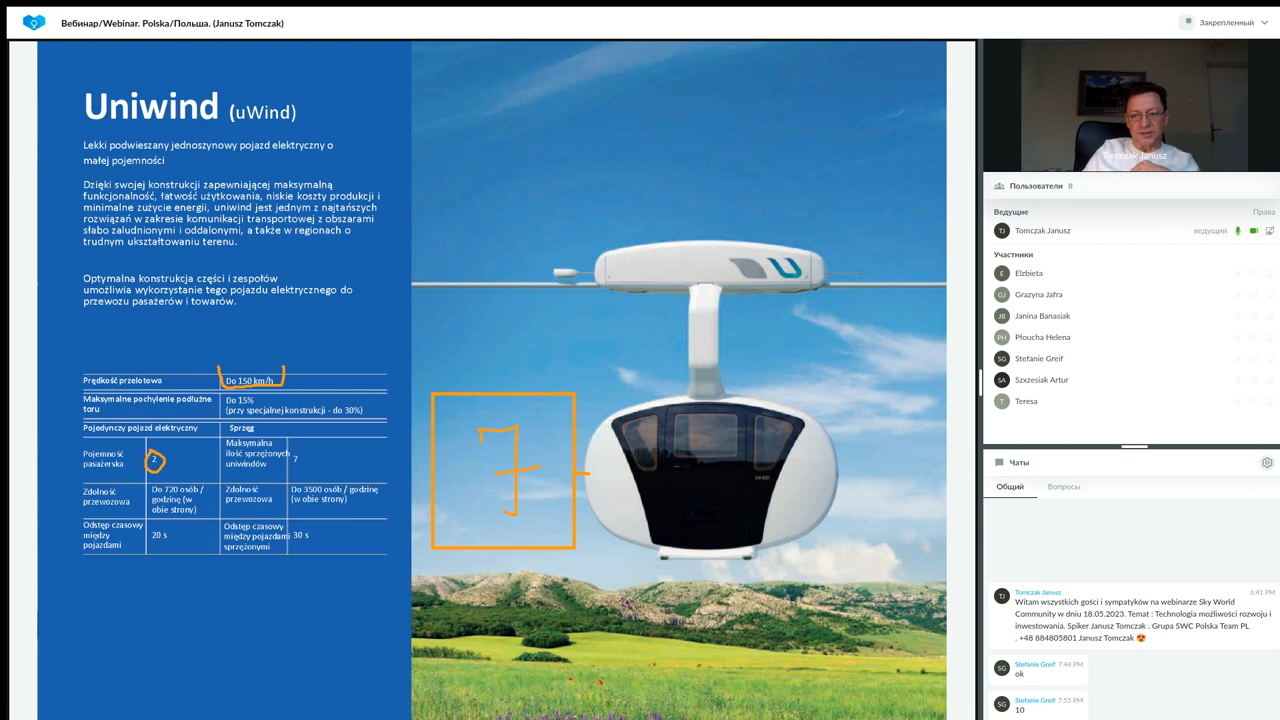 Вебинар/Webinar. Polska/Польша. (Janusz Tomczak)
Закрепленный
Uniwind (uWind)
Lekki podwieszany jednoszynowy pojazd elektryczny o
małej pojemności
Dzięki swojej konstrukcji zapewniającej maksymalną
funkcjonalność, łatwość użytkowania, niskie koszty produkcji i
minimalne zużycie energii, uniwind jest jednym z najtańszych
rozwiązań w zakresie komunikacji transportowej z obszarami
słabo zaludnionymi i oddalonymi, a także w regionach o
trudnym ukształtowaniu terenu.
Optymalna konstrukcja części i zespołów
umożliwia wykorzystanie tego pojazdu elektrycznego do
przewozu pasażerów i towarów.
Prędkość przelotowa
Do 150 km/h
Maksymalne pochylenie podłużne
toru
Do 15%
(przy specjalnej konstrukcji - do 30%)
Pojedynczy pojazd elektryczny
Sprzęg
Pojemność
pasażerska
2
Maksymalna
ilość sprzężonych
uniwindów
7
Zdolność
przewozowa
Do 720 osób /
godzinę (w
obie strony)
Zdolność
przewozowa
Do 3500 osób / godzinę
(w obie strony)
Odstęp czasowy
między
pojazdami
20 s
Odstęp czasowy
między pojazdami
sprzężonymi
30 s
7
Tomczak Janusz
Пользователи 8
Ведущие
Права
TJ Tomczak Janusz ведущий
Участники
E Elzbieta
GJ Grazyna Jafra
JB Janina Banasiak
PH Płoucha Helena
SG Stefanie Greif
SA Szxzesiak Artur
T Teresa
Чаты
Общий Вопросы
TJ Tomczak Janusz 6:41 PM
Witam wszystkich gości i sympatyków na webinarze Sky World
Community w dniu 18.05.2023. Temat : Technologia możliwości rozwoju i
inwestowania. Spiker Janusz Tomczak . Grupa SWC Polska Team PL
. +48 884805801 Janusz Tomczak 😍
SG Stefanie Greif 7:44 PM
ok
SG Stefanie Greif 7:55 PM
10